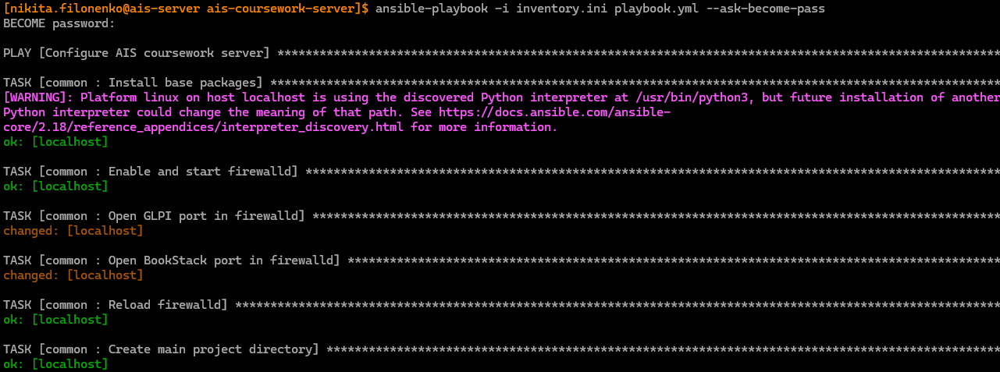 [nikita.filonenko@ais-server ais-coursework-server]$ ansible-playbook -i inventory.ini playbook.yml --ask-become-pass
BECOME password:
PLAY [Configure AIS coursework server] *******************************************************************************************************
TASK [common : Install base packages] ********************************************************************************************************
[WARNING]: Platform linux on host localhost is using the discovered Python interpreter at /usr/bin/python3, but future installation of another
Python interpreter could change the meaning of that path. See https://docs.ansible.com/ansible-
core/2.18/reference_appendices/interpreter_discovery.html for more information.
ok: [localhost]
TASK [common : Enable and start firewalld] ***************************************************************************************************
ok: [localhost]
TASK [common : Open GLPI port in firewalld] **************************************************************************************************
changed: [localhost]
TASK [common : Open BookStack port in firewalld] *********************************************************************************************
changed: [localhost]
TASK [common : Reload firewalld] *************************************************************************************************************
ok: [localhost]
TASK [common : Create main project directory] ************************************************************************************************
ok: [localhost]